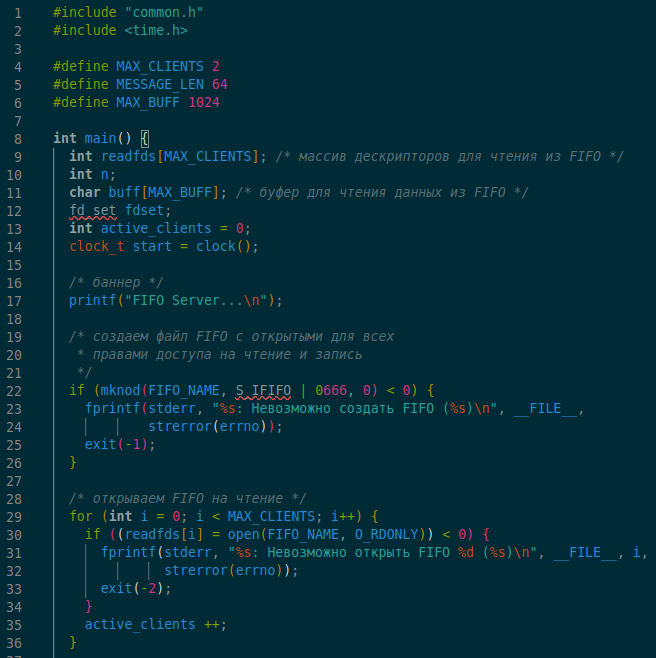 1 #include "common.h"
2 #include <time.h>
3
4 #define MAX_CLIENTS 2
5 #define MESSAGE_LEN 64
6 #define MAX_BUFF 1024
7
8 int main() {
9 int readfds[MAX_CLIENTS]; /* массив дескрипторов для чтения из FIFO */
10 int n;
11 char buff[MAX_BUFF]; /* буфер для чтения данных из FIFO */
12 fd_set fdset;
13 int active_clients = 0;
14 clock_t start = clock();
15
16 /* баннер */
17 printf("FIFO Server...\n");
18
19 /* создаем файл FIFO с открытыми для всех
20 * правами доступа на чтение и запись
21 */
22 if (mknod(FIFO_NAME, S_IFIFO | 0666, 0) < 0) {
23 fprintf(stderr, "%s: Невозможно создать FIFO (%s)\n", __FILE__,
24 strerror(errno));
25 exit(-1);
26 }
27
28 /* открываем FIFO на чтение */
29 for (int i = 0; i < MAX_CLIENTS; i++) {
30 if ((readfds[i] = open(FIFO_NAME, O_RDONLY)) < 0) {
31 fprintf(stderr, "%s: Невозможно открыть FIFO %d (%s)\n", __FILE__, i,
32 strerror(errno));
33 exit(-2);
34 }
35 active_clients ++;
36 }